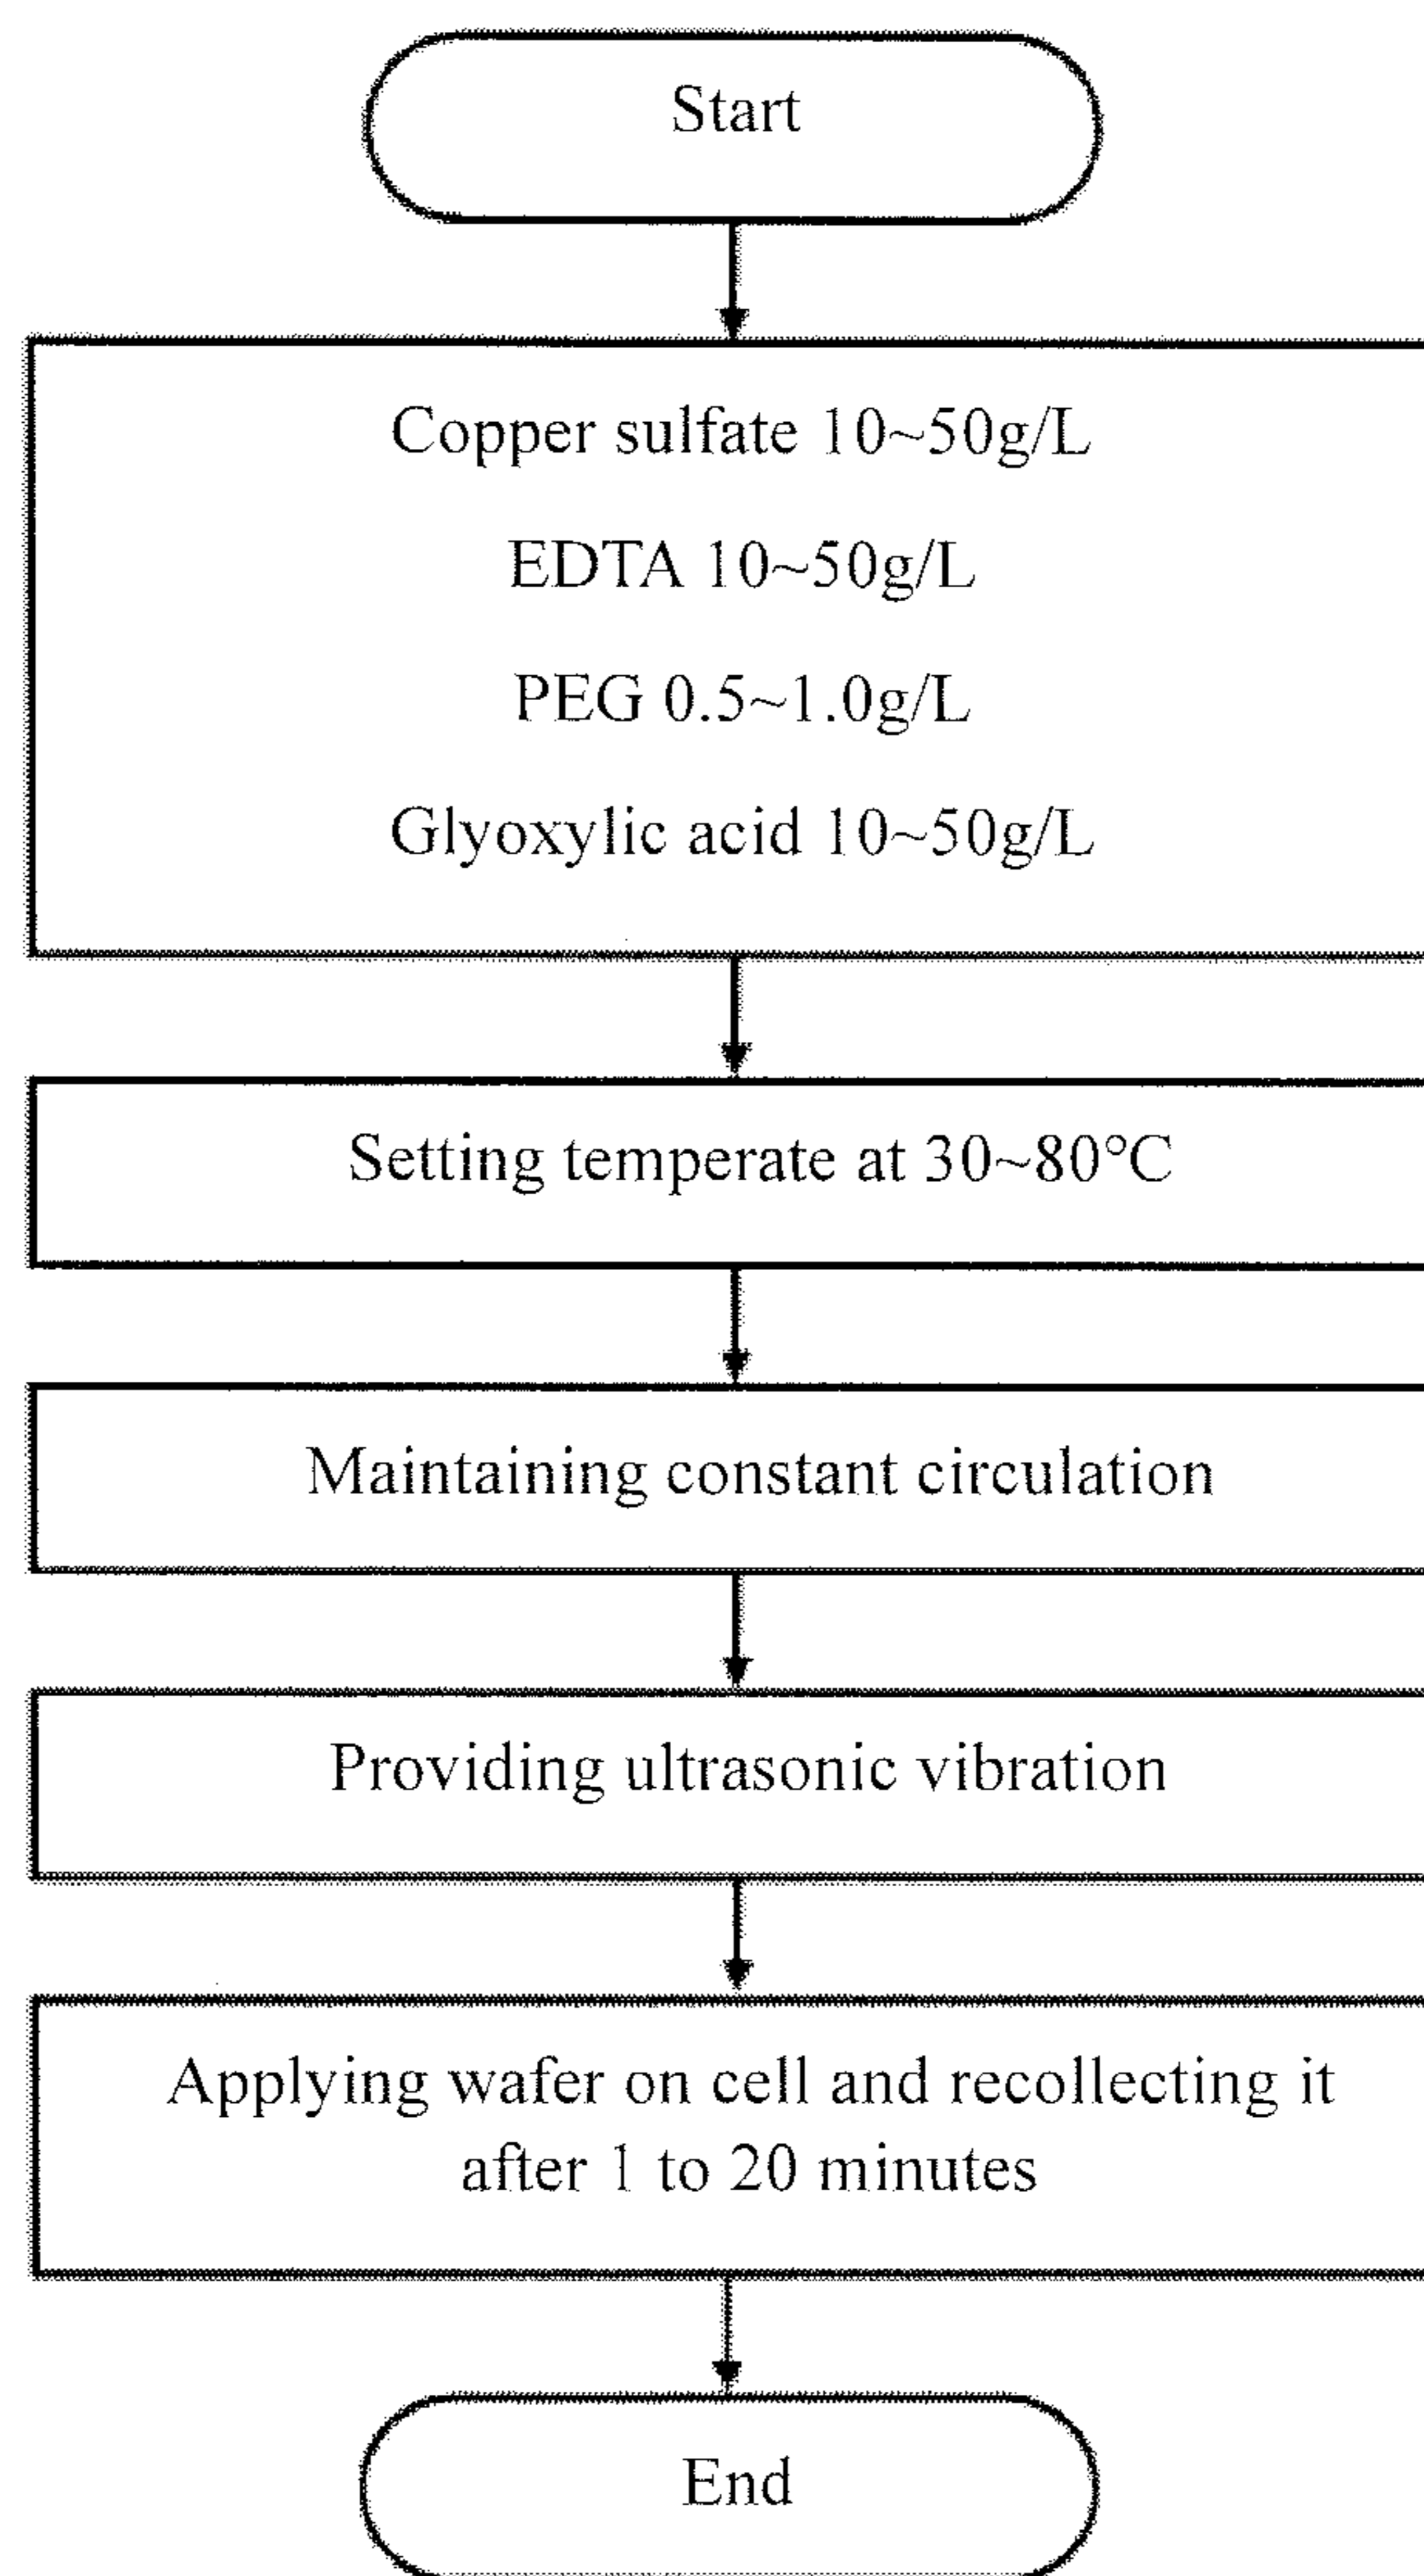 Start
Copper sulfate 10~50g/L
EDTA 10~50g/L
PEG 0.5~1.0g/L
Glyoxylic acid 10~50g/L
Setting temperate at 30~80°C
Maintaining constant circulation
Providing ultrasonic vibration
Applying wafer on cell and recollecting it
after 1 to 20 minutes
End